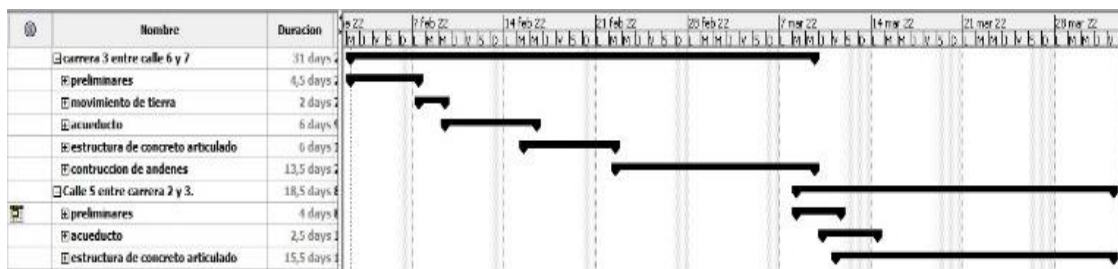 Nombre Duracion e 22 7 feb 22 14 feb 22 21 feb 22 28 feb 22 7 mar 22 14 mar 22 21 mar 22 28 mar 22
carrera 3 entre calle 6 y 7 31 days
preliminares 4,5 days
movimiento de tierra 2 days
acueducto 6 days
estructura de concreto articulado 6 days
contruccion de andenes 13,5 days
Calle 5 entre carrera 2 y 3. 18,5 days
preliminares 4 days
acueducto 2,5 days
estructura de concreto articulado 15,5 days